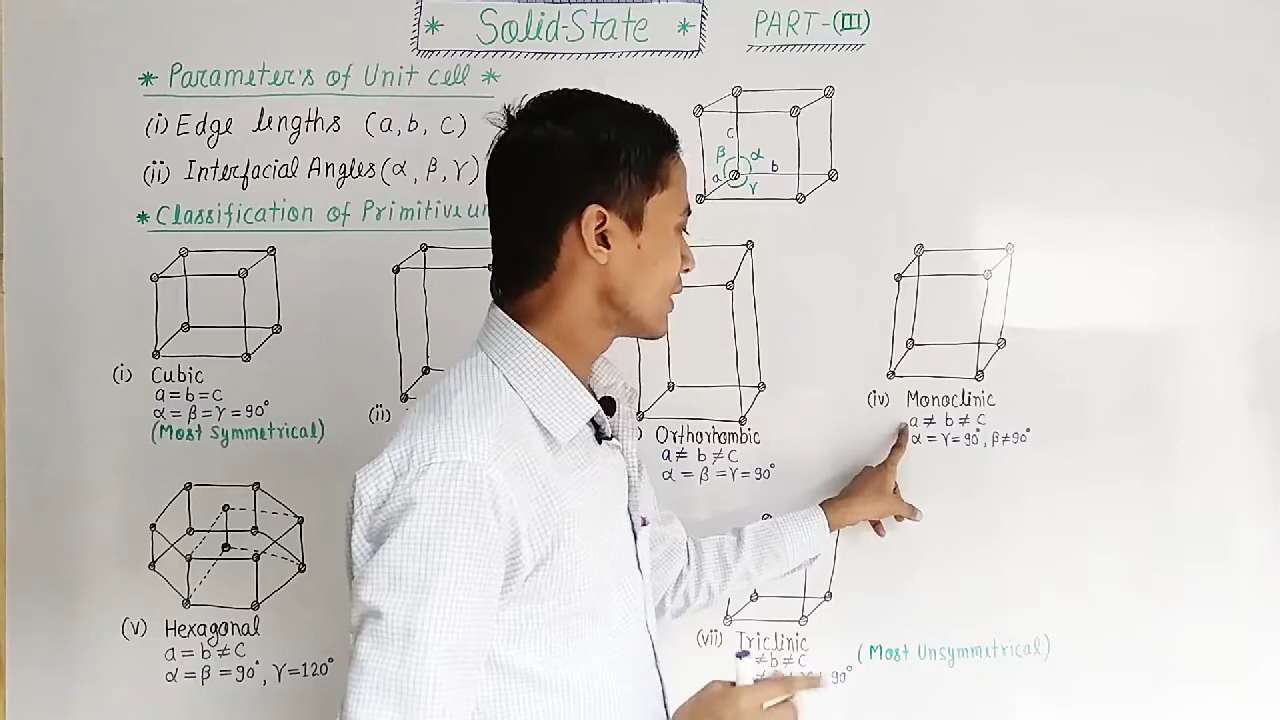 * Solid-State *
PART-(III)
* Parameter's of Unit cell *
(i) Edge lengths (a, b, c)
(ii) Interfacial Angles (α, β, γ)
* Classification of Primitive
c
β α
a b
γ
(i) Cubic
a = b = c
α = β = γ = 90°
(Most Symmetrical)
(ii)
Orthorhombic
a ≠ b ≠ c
α = β = γ = 90°
(iv) Monoclinic
a ≠ b ≠ c
α = γ = 90°, β ≠ 90°
(v) Hexagonal
a = b ≠ c
α = β = 90°, γ = 120°
(vii) Triclinic
≠ b ≠ c
90°
(Most Unsymmetrical)